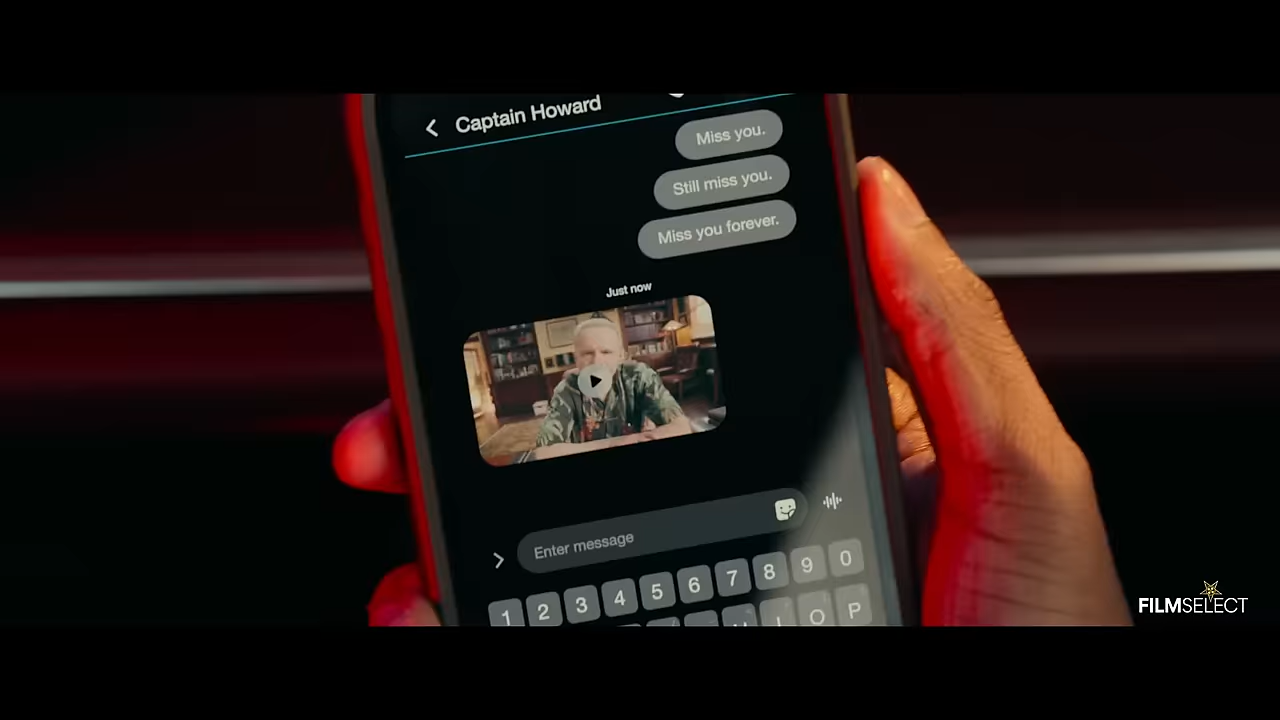 Captain Howard
Miss you.
Still miss you.
Miss you forever.
Just now
Enter message
1 2 3 4 5 6 7 8 9 0
O P
FILMSELECT